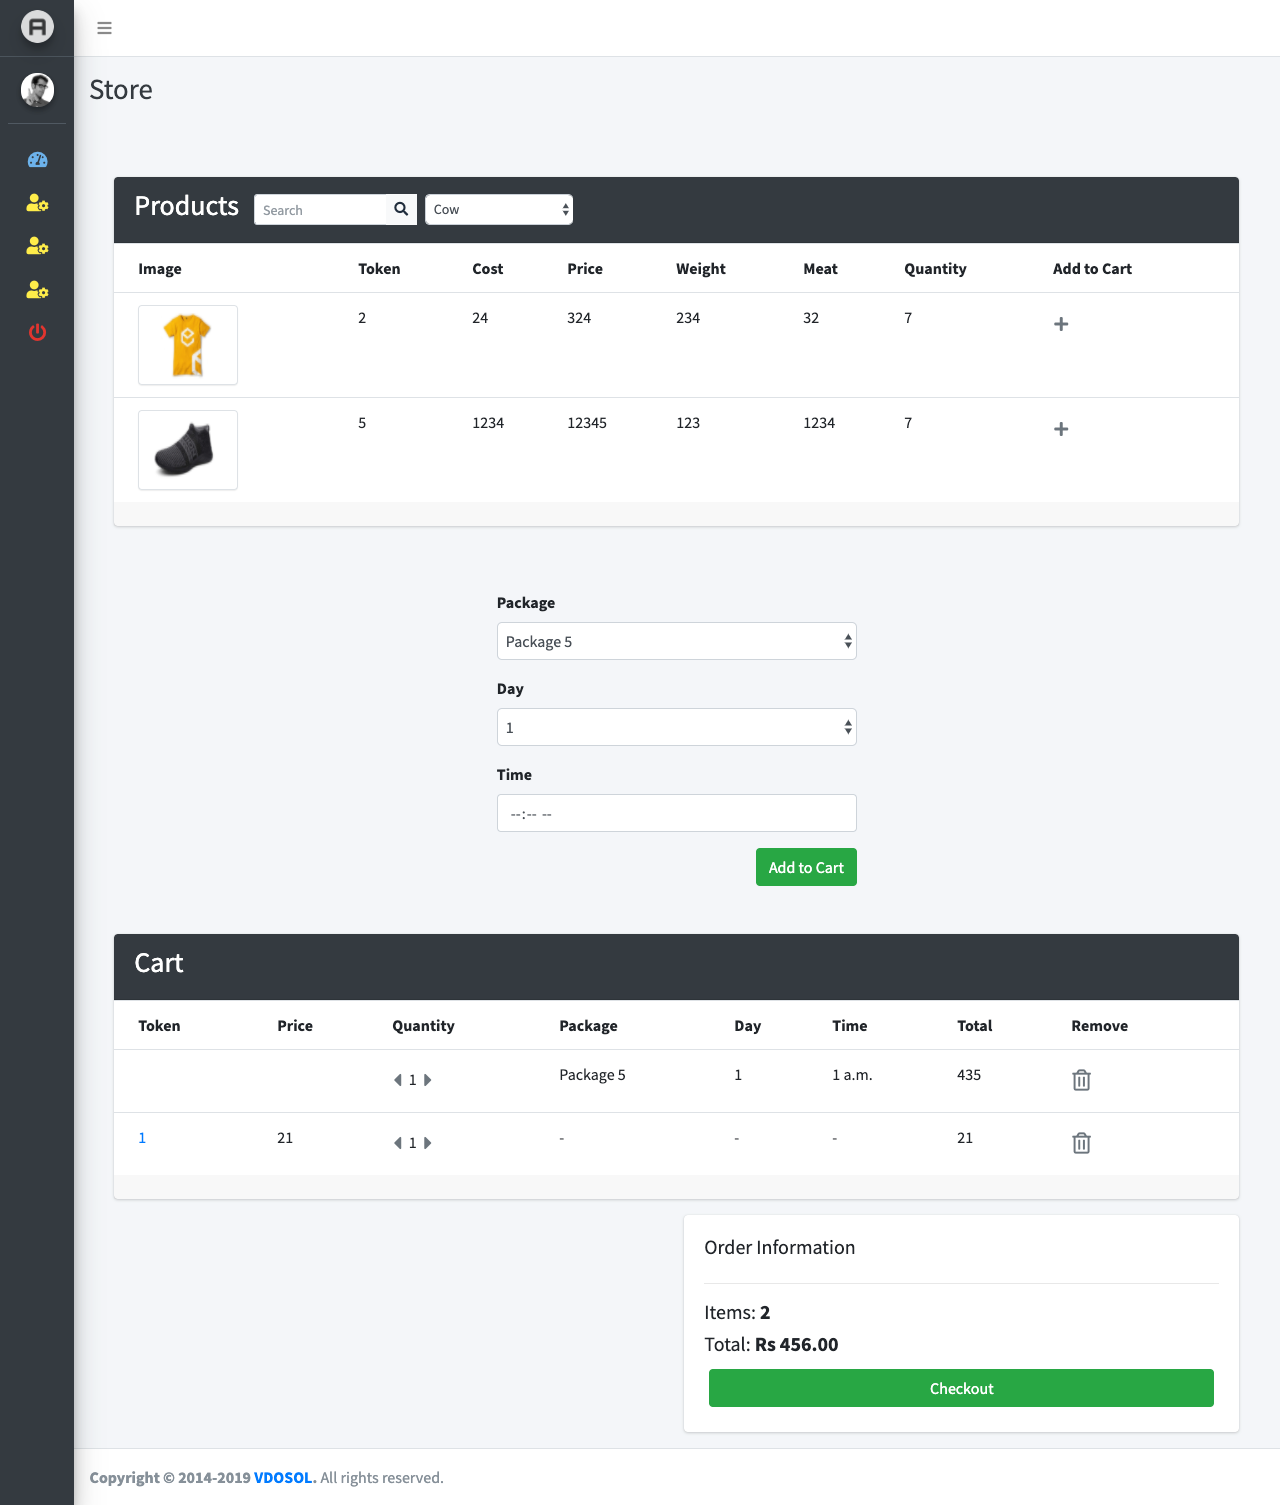 Store
Products Search Cow
Image Token Cost Price Weight Meat Quantity Add to Cart
2 24 324 234 32 7
5 1234 12345 123 1234 7
Package
Package 5
Day
1
Time
--:-- --
Add to Cart
Cart
Token Price Quantity Package Day Time Total Remove
1 Package 5 1 1 a.m. 435
1 21 1 - - - 21
Order Information
Items: 2
Total: Rs 456.00
Checkout
Copyright © 2014-2019 VDOSOL. All rights reserved.